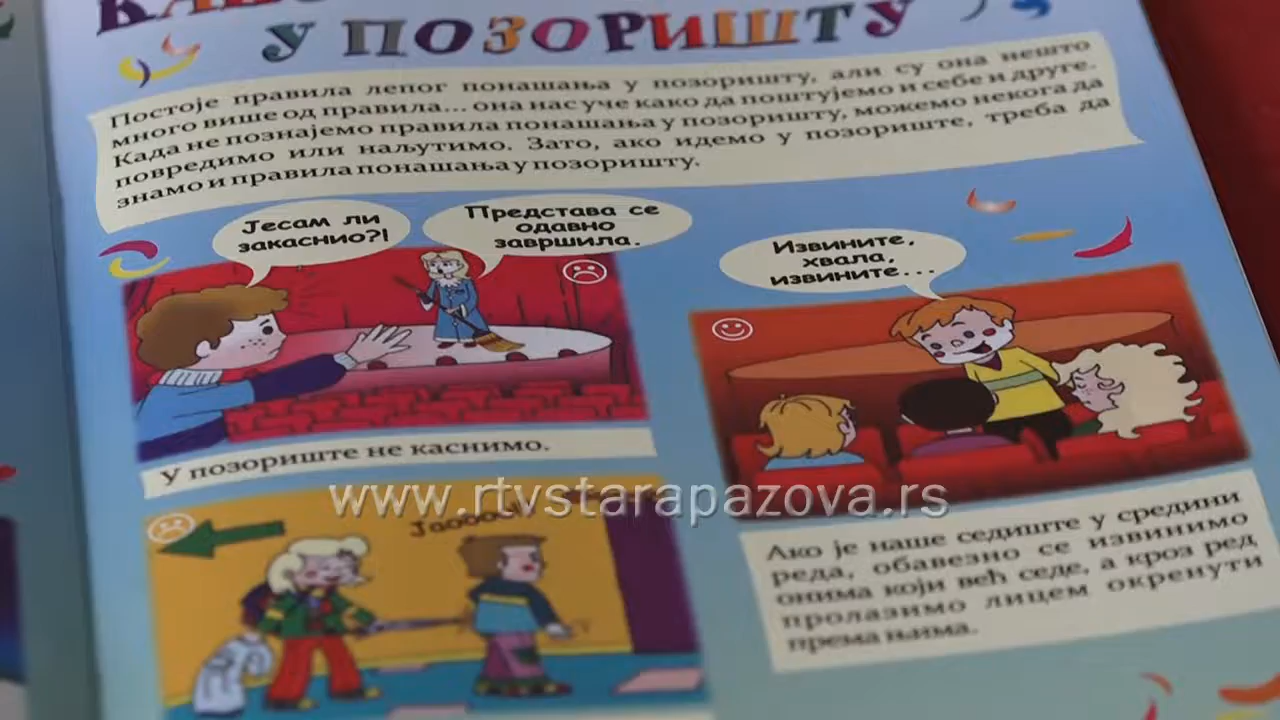 У ПОЗОРИШТУ
Постоје правила лепог понашања у позоришту, али су она нешто
много више од правила... она нас уче како да поштујемо и себе и друге.
Када не познајемо правила понашања у позоришту, можемо некога да
повредимо или наљутимо. Зато, ако идемо у позориште, треба да
знамо и правила понашања у позоришту.
Јесам ли
закаснио?!
Представа се
одавно
завршила.
Извините,
хвала,
извините...
У позориште не каснимо.
www.rtvstarapazova.rs
Ако је наше седиште у средини
реда, обавезно се извинимо
онима који већ седе, а кроз ред
пролазимо лицем окренути
према њима.